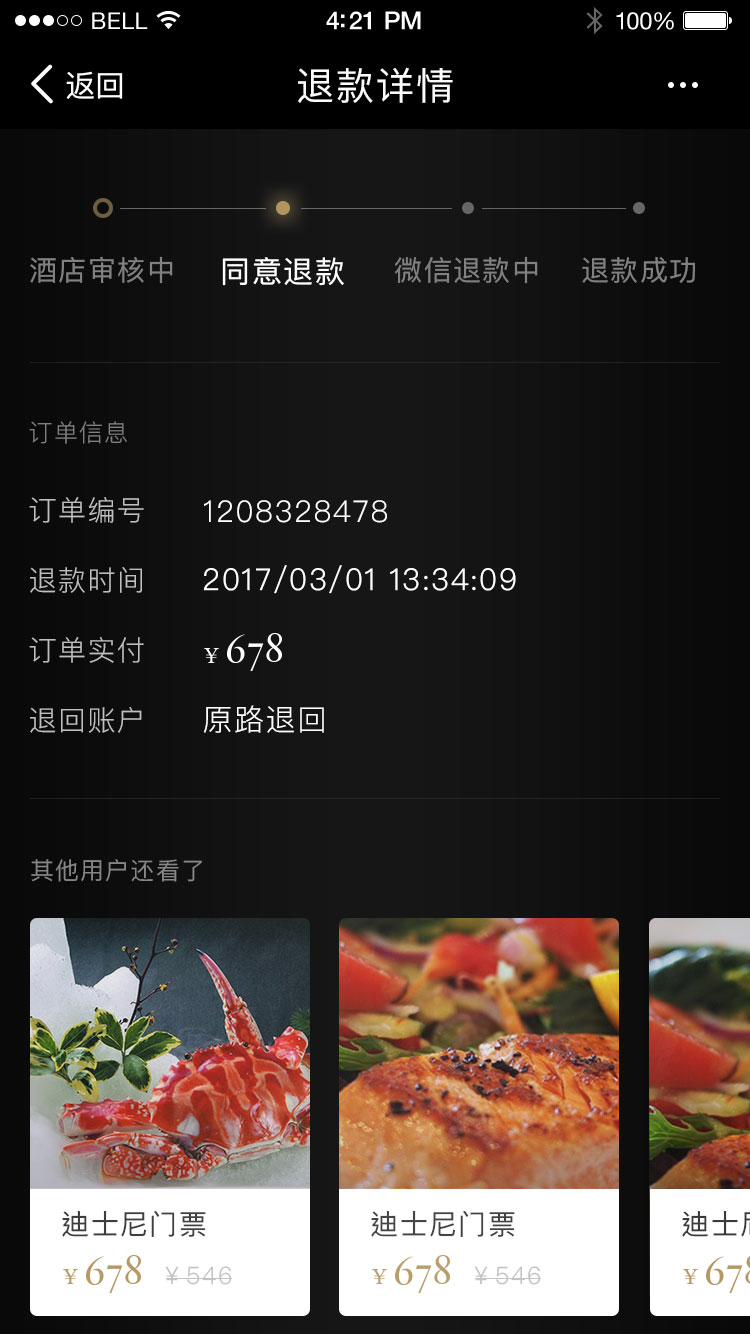 BELL 4:21 PM 100%
返回 退款详情
酒店审核中 同意退款 微信退款中 退款成功
订单信息
订单编号 1208328478
退款时间 2017/03/01 13:34:09
订单实付 ¥678
退回账户 原路退回
其他用户还看了
迪士尼门票 迪士尼门票 迪士
¥678 ¥546 ¥678 ¥546 ¥67